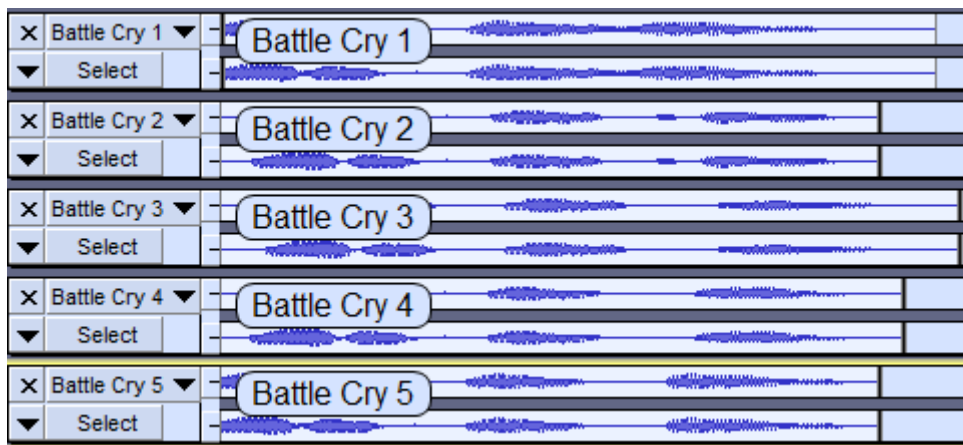 X Battle Cry 1
Battle Cry 1
Select
X Battle Cry 2
Battle Cry 2
Select
X Battle Cry 3
Battle Cry 3
Select
X Battle Cry 4
Battle Cry 4
Select
X Battle Cry 5
Battle Cry 5
Select